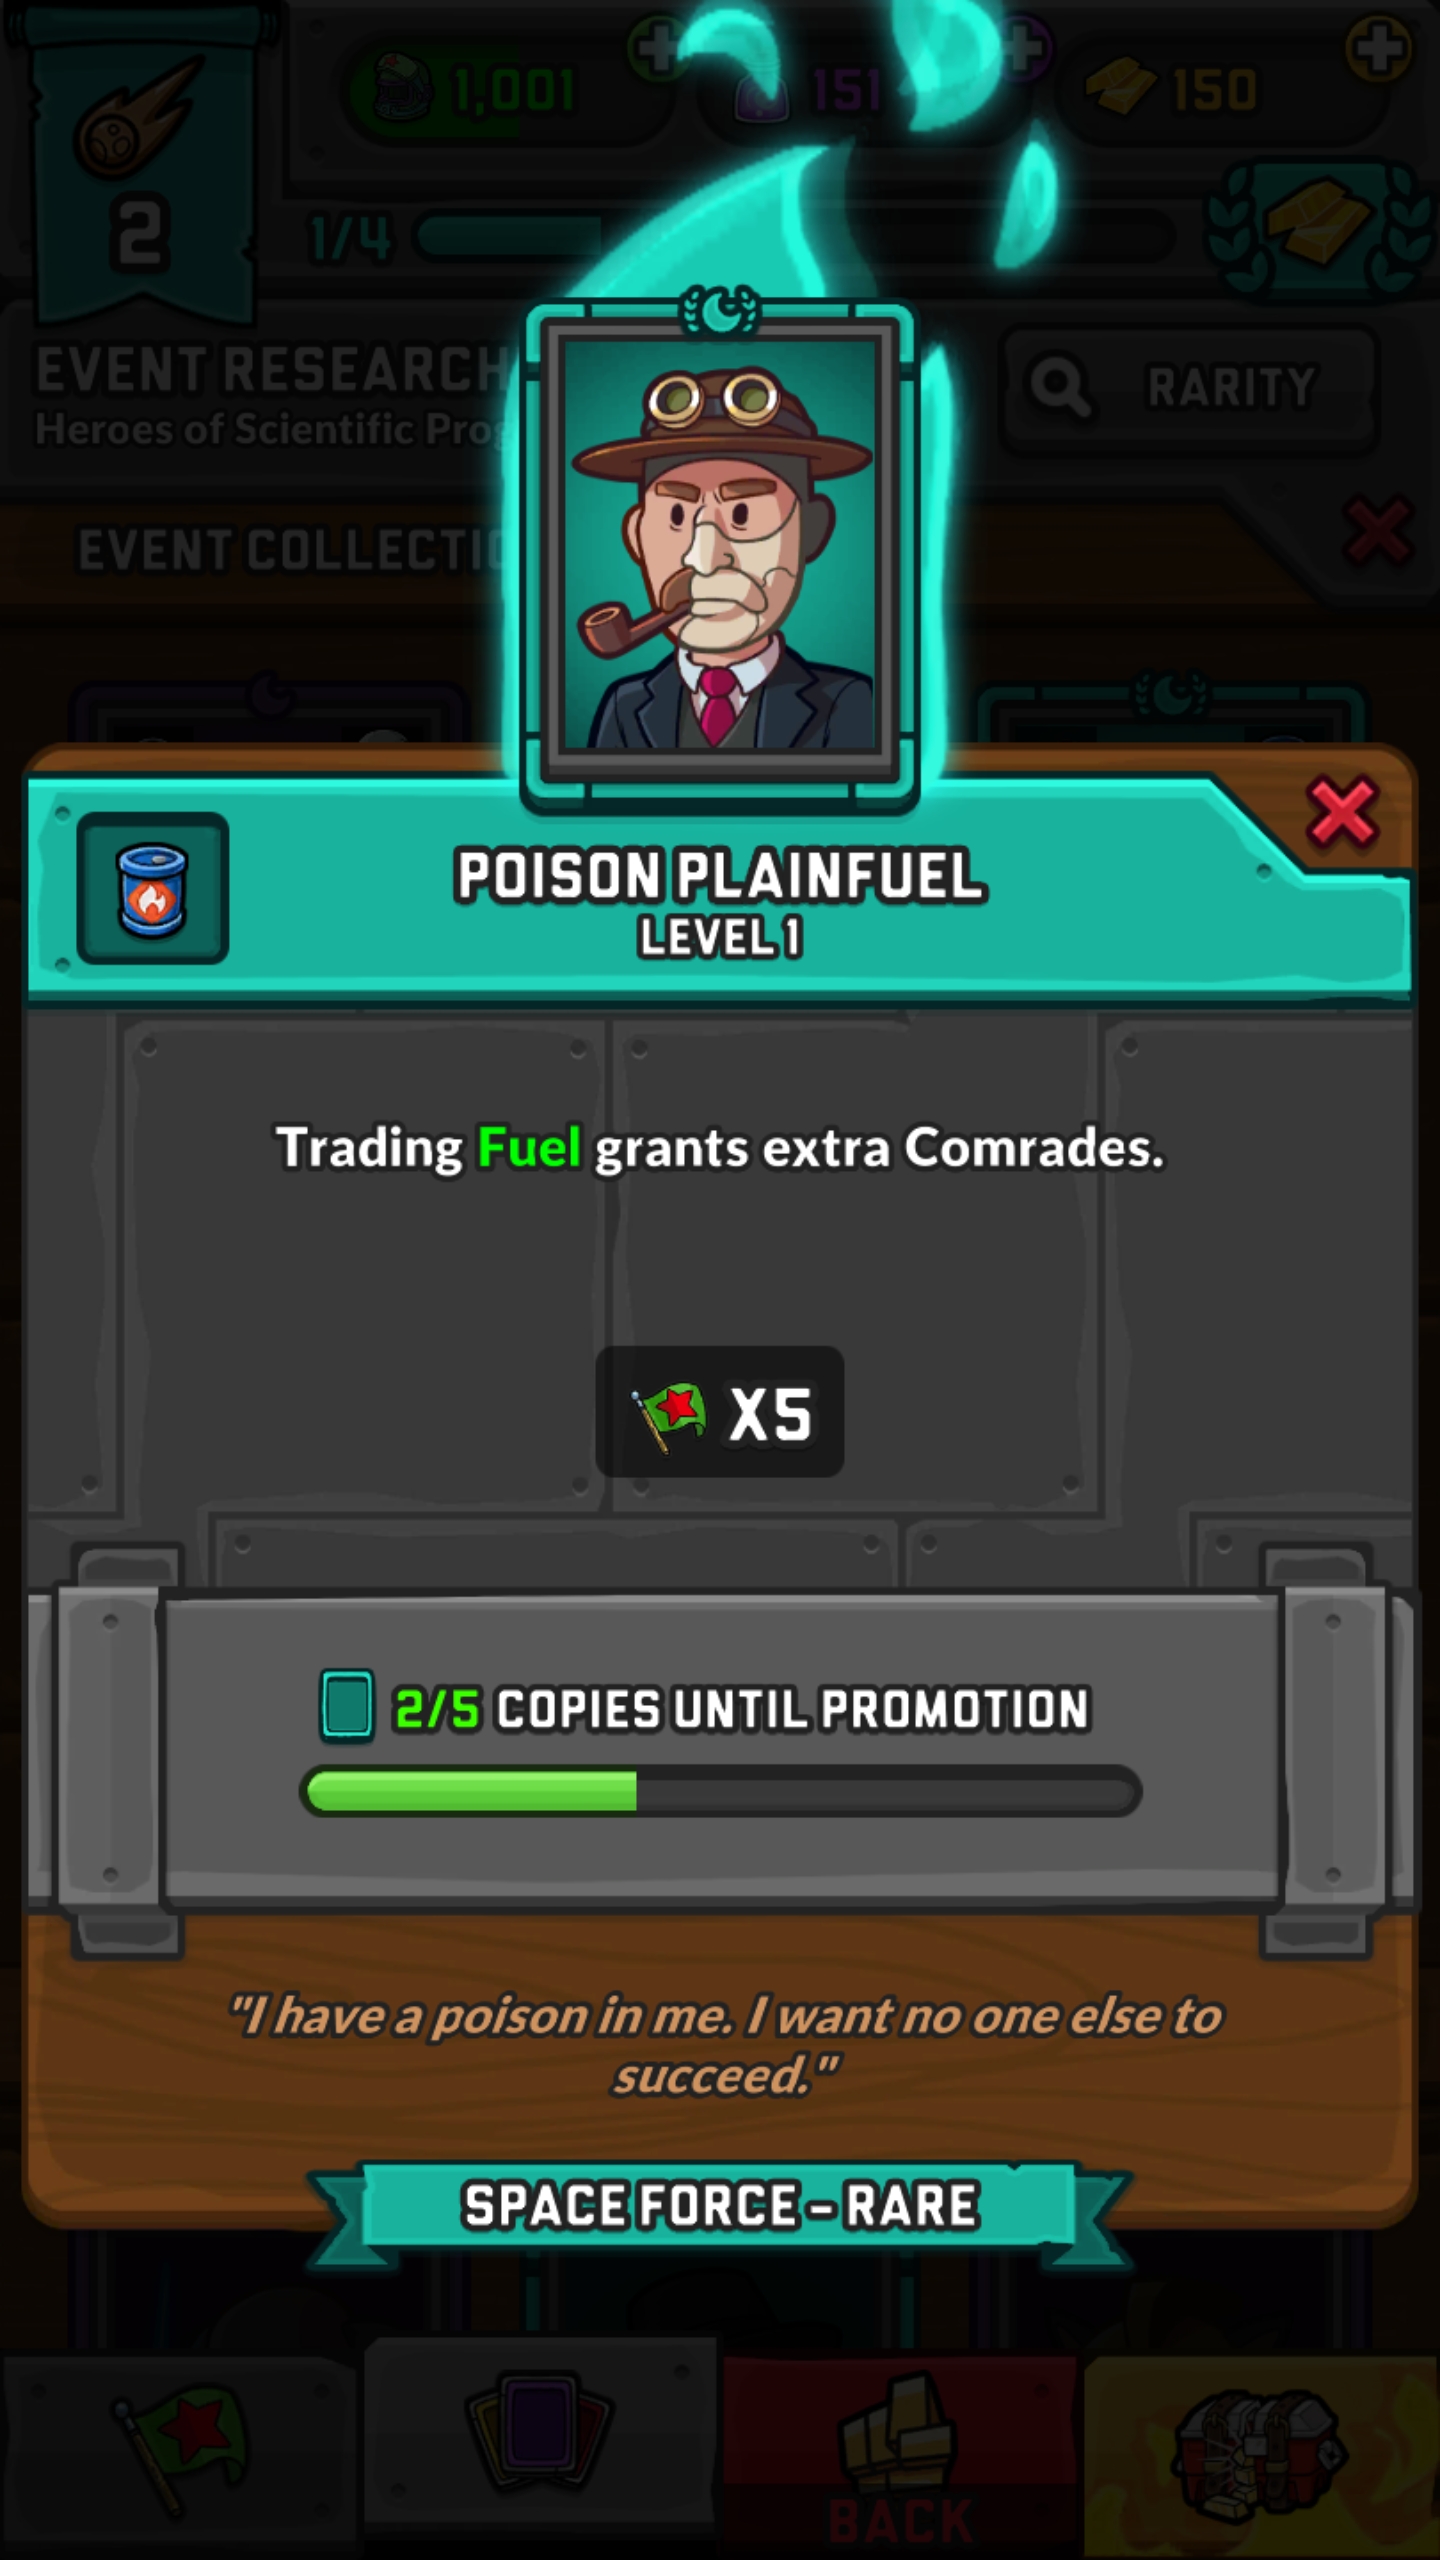 1,001
151
150
2
1/4
EVENT RESEARCH
Heroes of Scientific Prog
RARITY
EVENT COLLECTIO
POISON PLAINFUEL
LEVEL 1
Trading Fuel grants extra Comrades.
X5
2/5 COPIES UNTIL PROMOTION
"I have a poison in me. I want no one else to
succeed."
SPACE FORCE - RARE
BACK